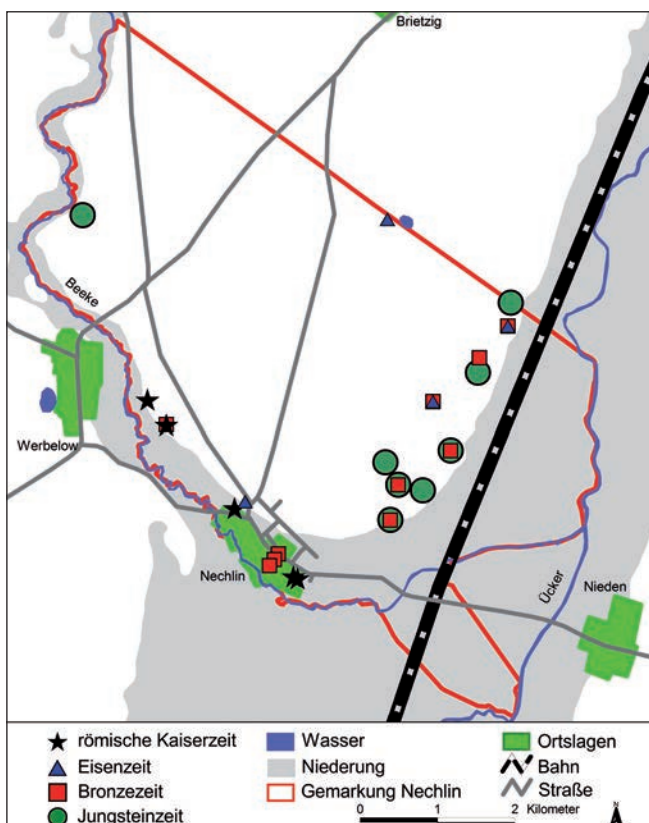 Brietzig
Beeke
Werbelow
Nechlin
Ücker
Nieden
römische Kaiserzeit
Eisenzeit
Bronzezeit
Jungsteinzeit
Wasser
Niederung
Gemarkung Nechlin
Ortslagen
Bahn
Straße
0 1 2 Kilometer
N